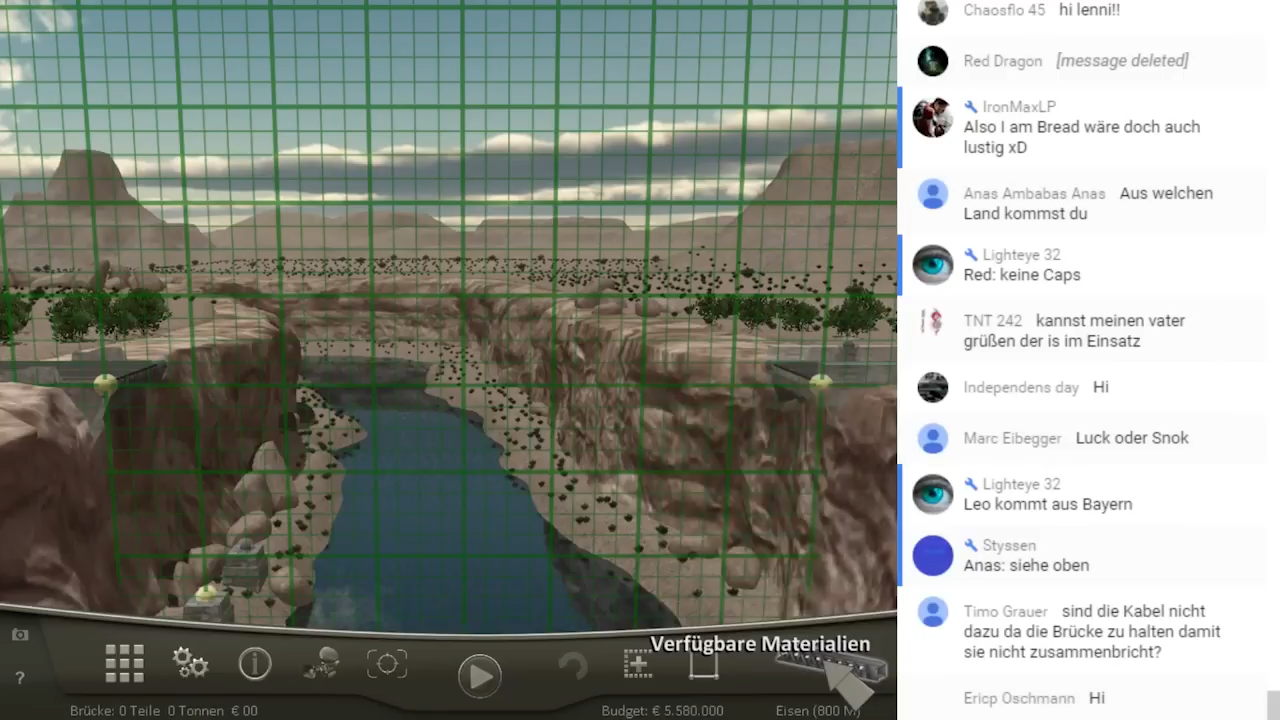 Chaosflo 45 hi lenni!!
Red Dragon [message deleted]
IronMaxLP
Also I am Bread wäre doch auch
lustig xD
Anas Ambabas Anas Aus welchen
Land kommst du
Lighteye 32
Red: keine Caps
TNT 242 kannst meinen vater
grüßen der is im Einsatz
Independens day Hi
Marc Eibegger Luck oder Snok
Lighteye 32
Leo kommt aus Bayern
Styssen
Anas: siehe oben
Timo Grauer sind die Kabel nicht
dazu da die Brücke zu halten damit
sie nicht zusammenbricht?
Ericp Oschmann Hi
Verfügbare Materialien
?
Brücke: 0 Teile 0 Tonnen € 00
Budget: € 5.580.000
Eisen (800 M)